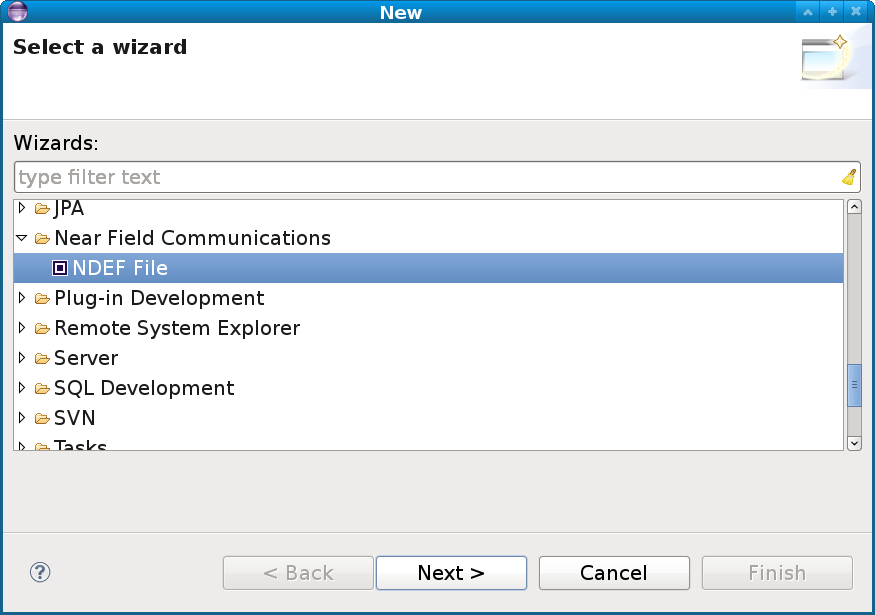 New
Select a wizard
Wizards:
type filter text
JPA
Near Field Communications
NDEF File
Plug-in Development
Remote System Explorer
Server
SQL Development
SVN
Tasks
? < Back Next > Cancel Finish